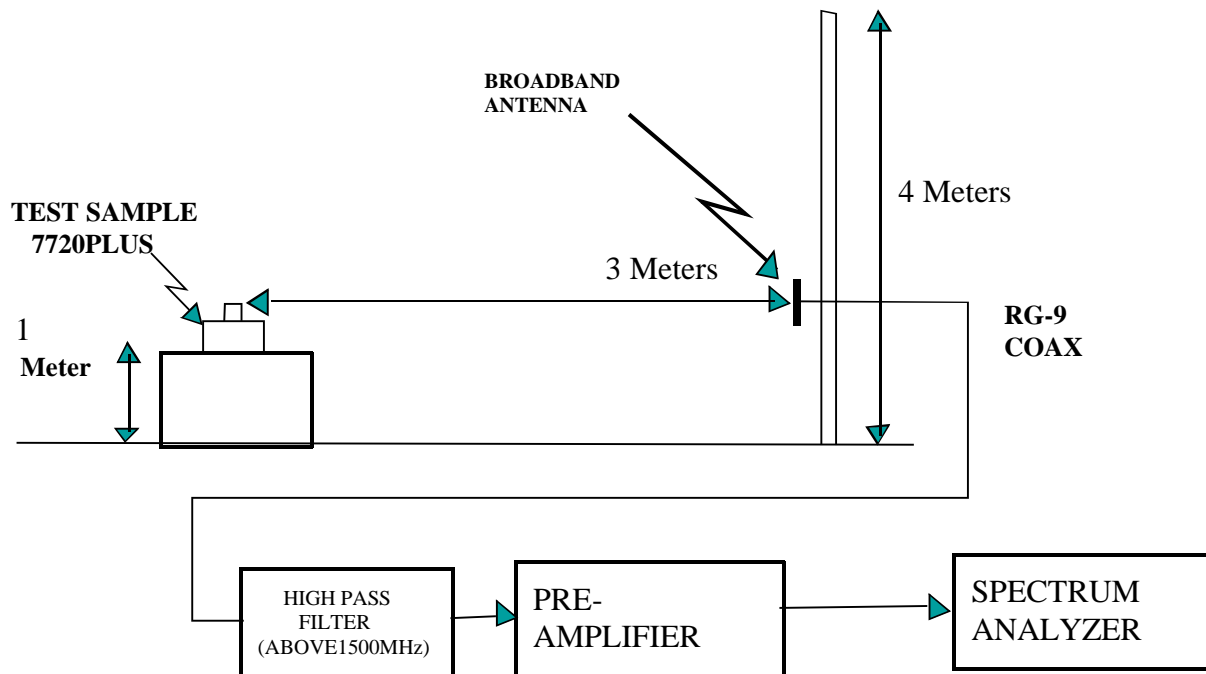 BROADBAND
ANTENNA
4 Meters
TEST SAMPLE
7720PLUS
3 Meters
1
Meter
RG-9
COAX
HIGH PASS
FILTER
(ABOVE1500MHz)
PRE-
AMPLIFIER
SPECTRUM
ANALYZER